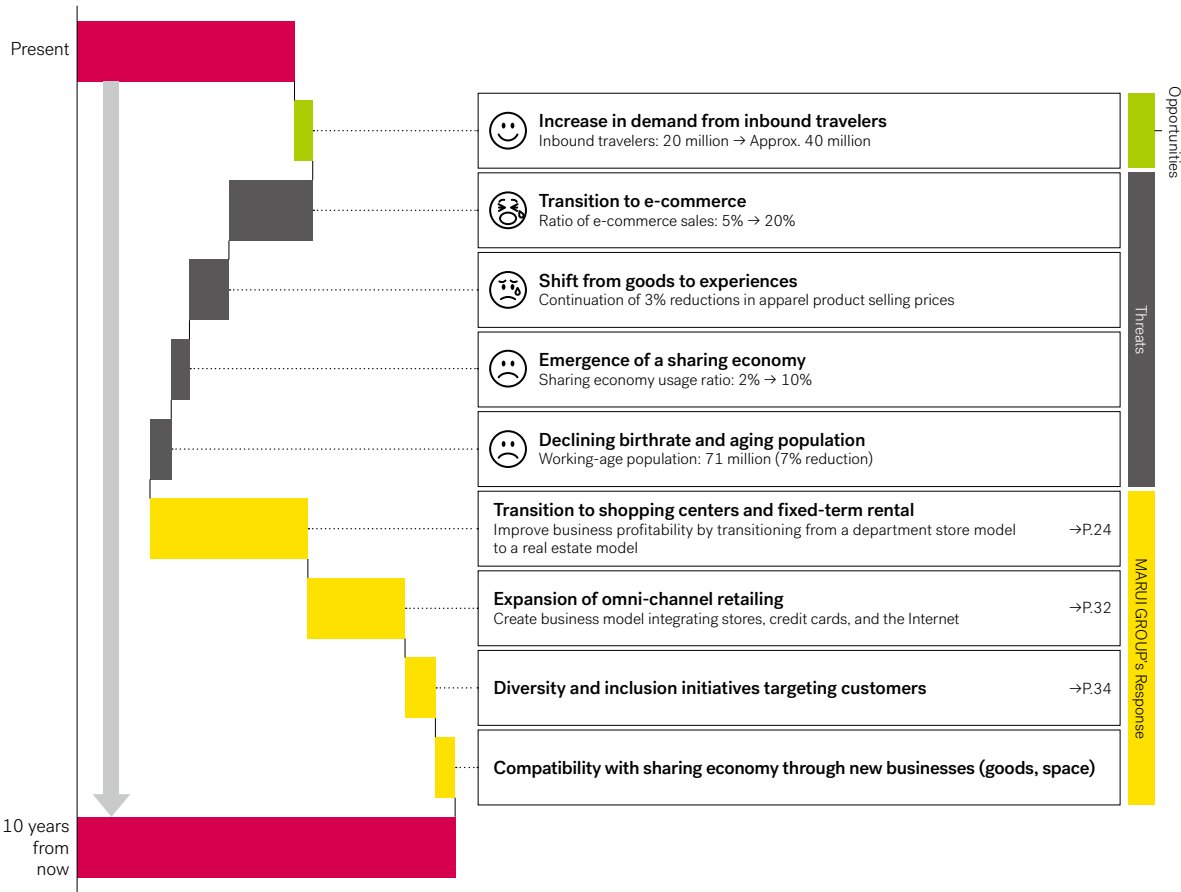 Present
Opportunities
Increase in demand from inbound travelers
Inbound travelers: 20 million → Approx. 40 million
Transition to e-commerce
Ratio of e-commerce sales: 5% → 20%
Shift from goods to experiences
Continuation of 3% reductions in apparel product selling prices
Threats
Emergence of a sharing economy
Sharing economy usage ratio: 2% → 10%
Declining birthrate and aging population
Working-age population: 71 million (7% reduction)
Transition to shopping centers and fixed-term rental
Improve business profitability by transitioning from a department store model
to a real estate model
→P.24
MARUI GROUP's Response
Expansion of omni-channel retailing
Create business model integrating stores, credit cards, and the Internet
→P.32
Diversity and inclusion initiatives targeting customers
→P.34
Compatibility with sharing economy through new businesses (goods, space)
10 years
from
now